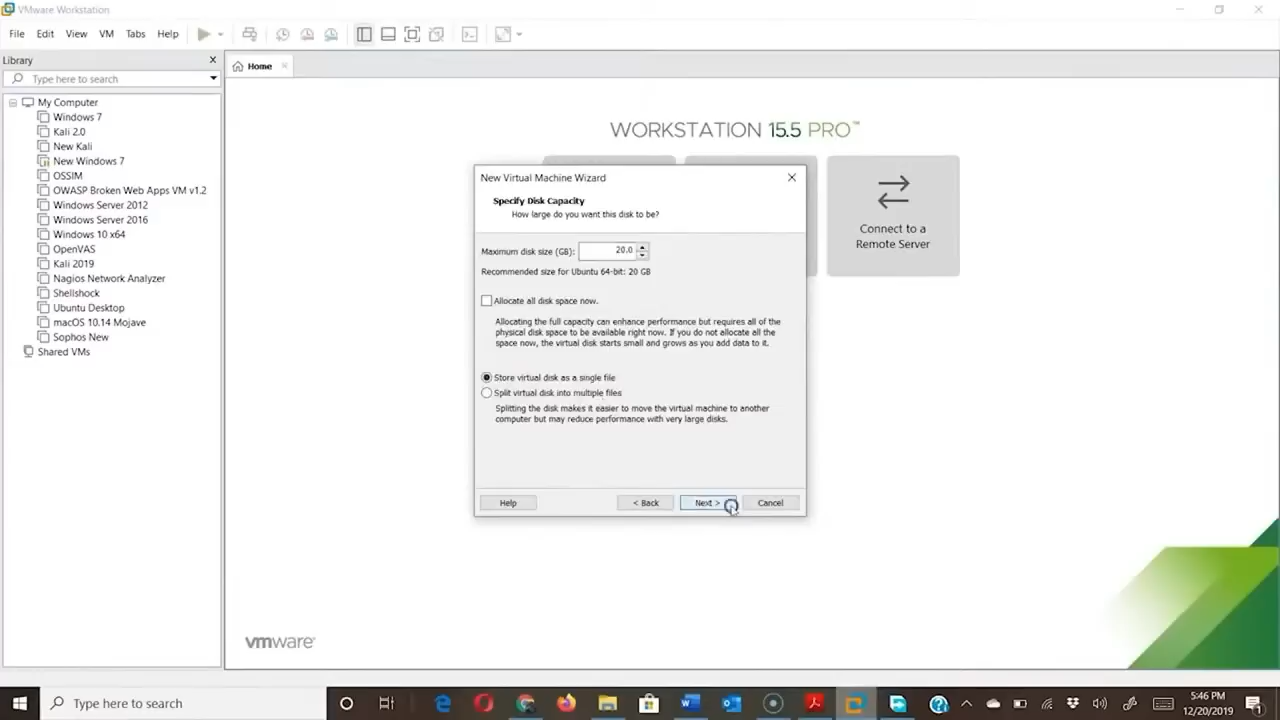 VMware Workstation
File Edit View VM Tabs Help
Library
Type here to search
My Computer
Windows 7
Kali 2.0
New Kali
New Windows 7
OSSIM
OWASP Broken Web Apps VM v1.2
Windows Server 2012
Windows Server 2016
Windows 10 x64
OpenVAS
Kali 2019
Nagios Network Analyzer
Shellshock
Ubuntu Desktop
macOS 10.14 Mojave
Sophos New
Shared VMs
Home
WORKSTATION 15.5 PRO™
Connect to a
Remote Server
New Virtual Machine Wizard
Specify Disk Capacity
How large do you want this disk to be?
Maximum disk size (GB): 20.0
Recommended size for Ubuntu 64-bit: 20 GB
Allocate all disk space now.
Allocating the full capacity can enhance performance but requires all of the
physical disk space to be available right now. If you do not allocate all the
space now, the virtual disk starts small and grows as you add data to it.
Store virtual disk as a single file
Split virtual disk into multiple files
Splitting the disk makes it easier to move the virtual machine to another
computer but may reduce performance with very large disks.
Help < Back Next > Cancel
vmware
Type here to search
5:46 PM
12/20/2019